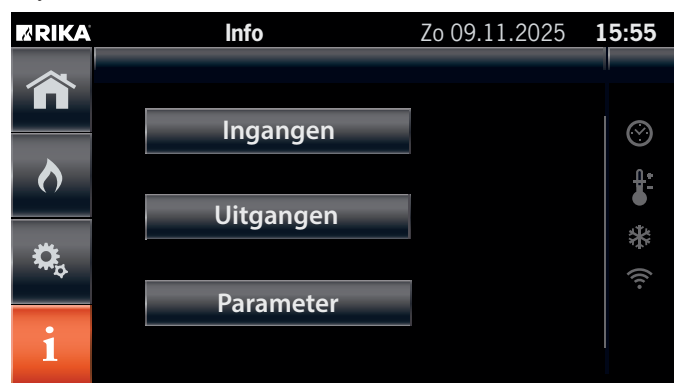 RIKA Info Zo 09.11.2025 15:55
Ingangen
Uitgangen
Parameter
i